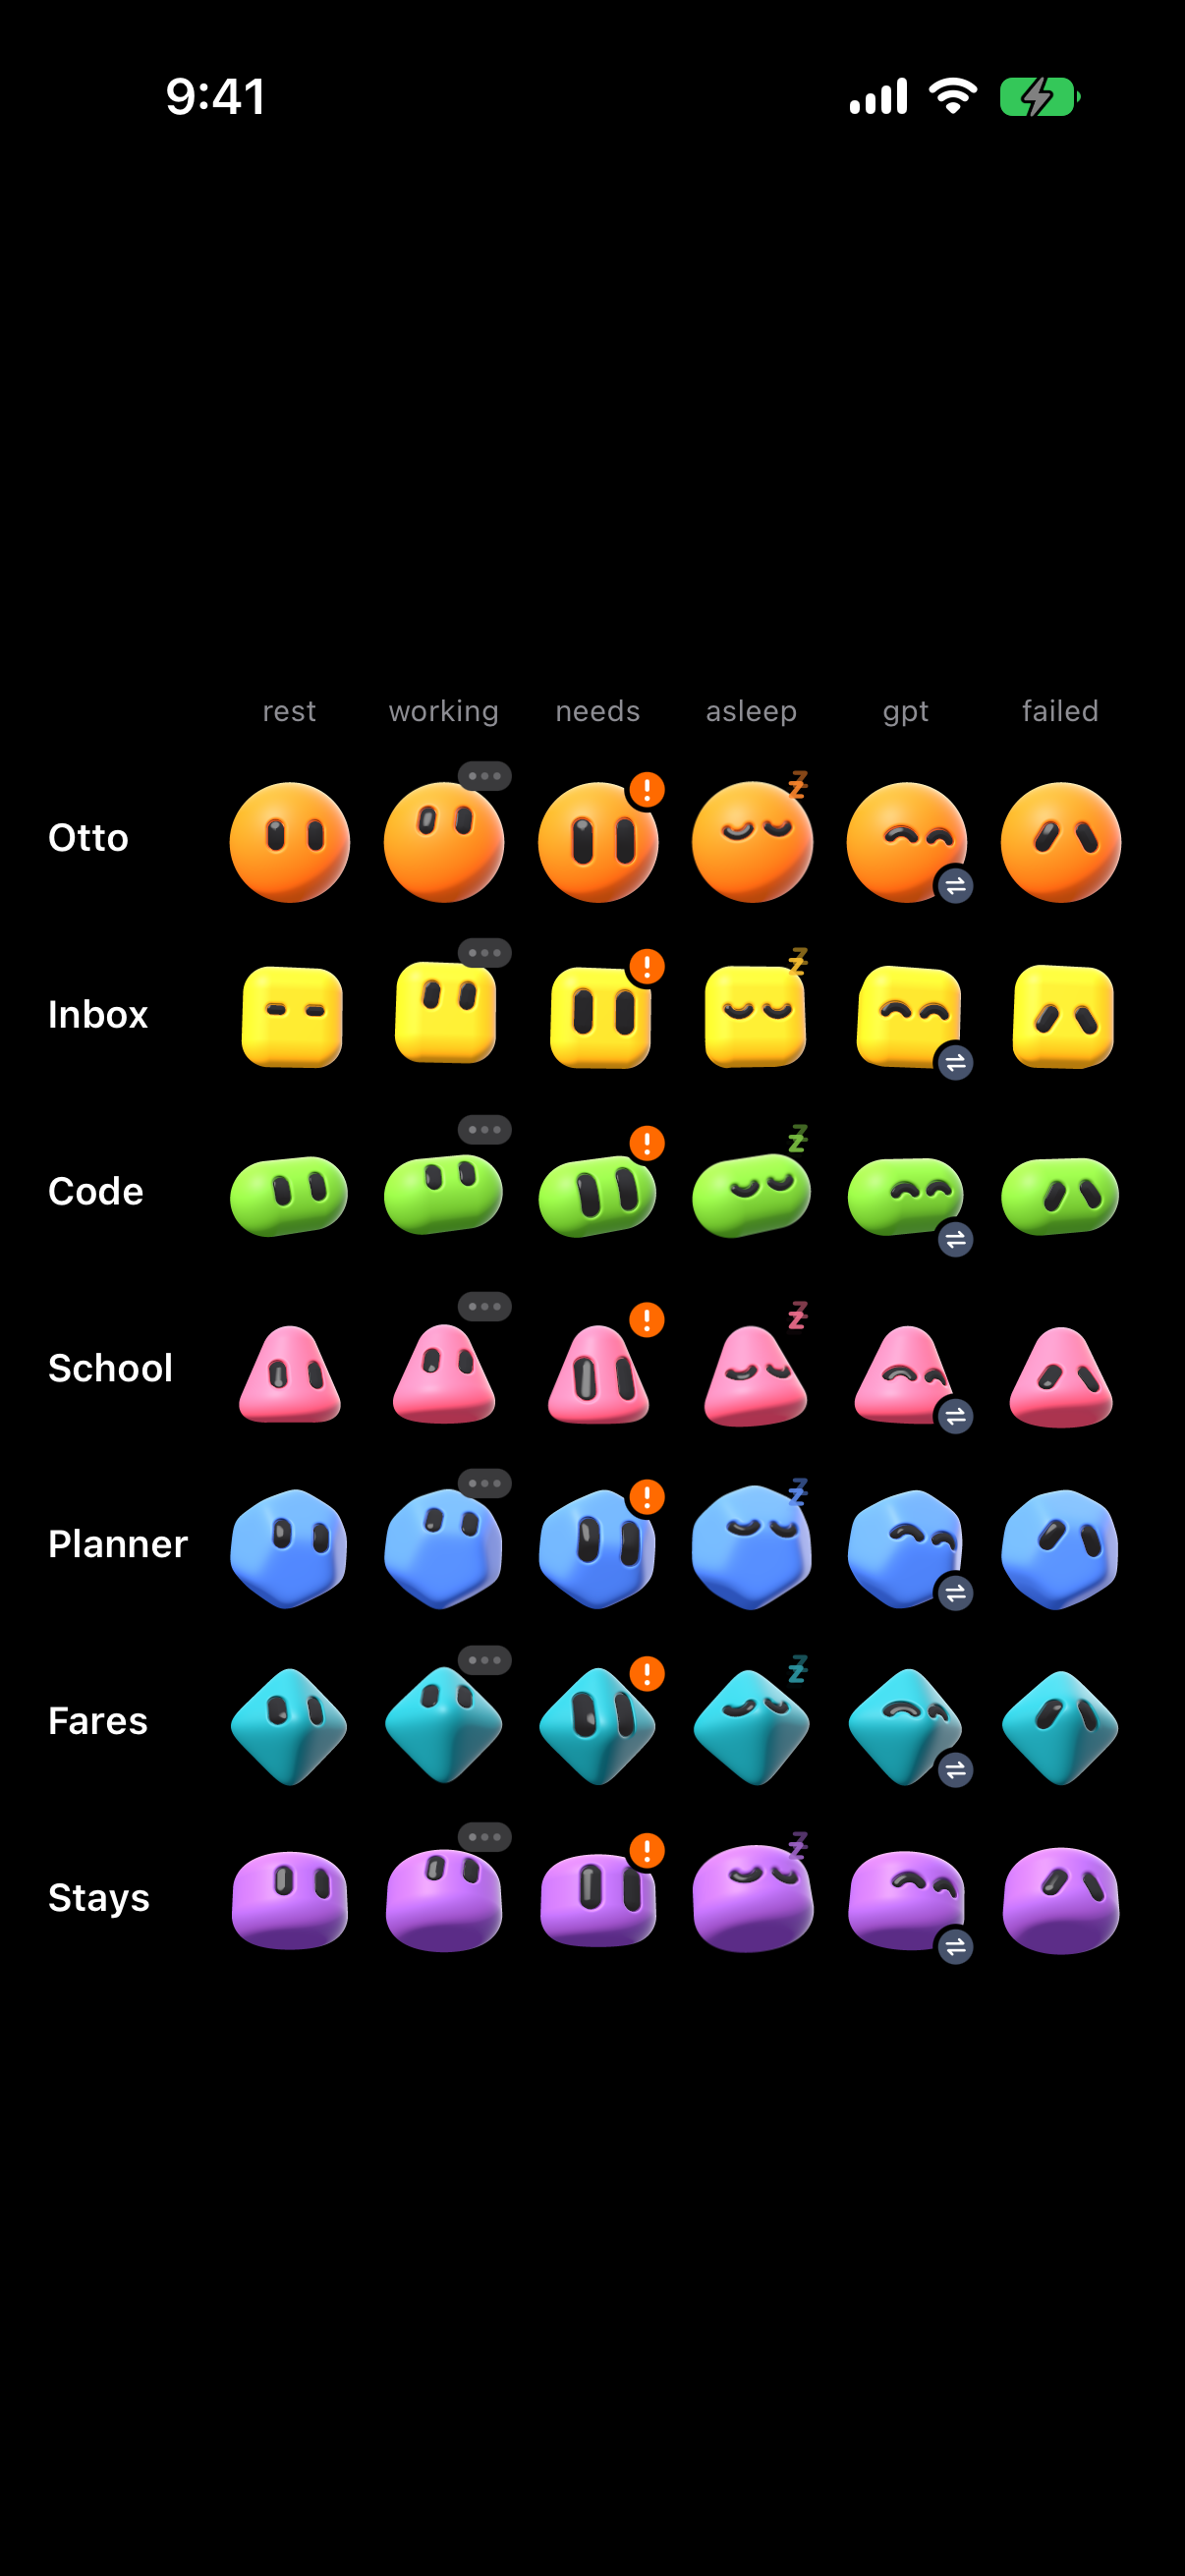 9:41
rest working needs asleep gpt failed
Otto
Inbox
Code
School
Planner
Fares
Stays